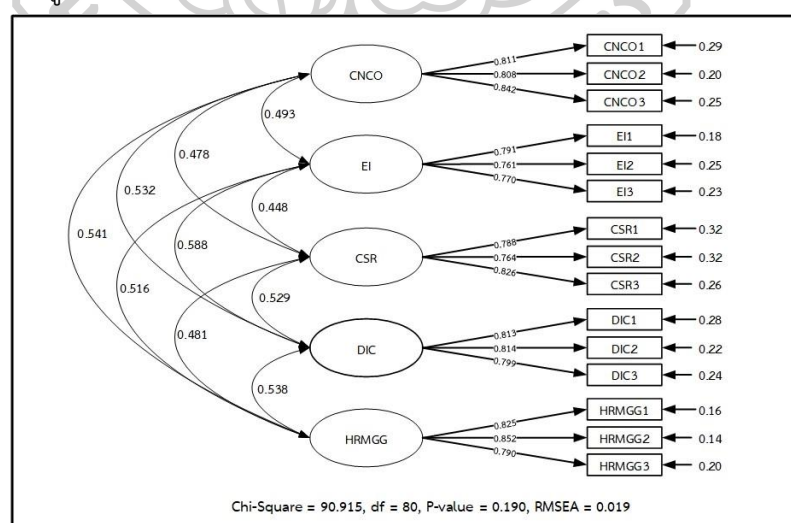 CNCO
EI
CSR
DIC
HRMGG
0.493
0.478
0.532
0.448
0.541
0.588
0.516
0.529
0.481
0.538
0.811
0.808
0.842
0.791
0.761
0.770
0.788
0.764
0.826
0.813
0.814
0.799
0.825
0.852
0.790
CNCO1 0.29
CNCO2 0.20
CNCO3 0.25
EI1 0.18
EI2 0.25
EI3 0.23
CSR1 0.32
CSR2 0.32
CSR3 0.26
DIC1 0.28
DIC2 0.22
DIC3 0.24
HRMGG1 0.16
HRMGG2 0.14
HRMGG3 0.20
Chi-Square = 90.915, df = 80, P-value = 0.190, RMSEA = 0.019